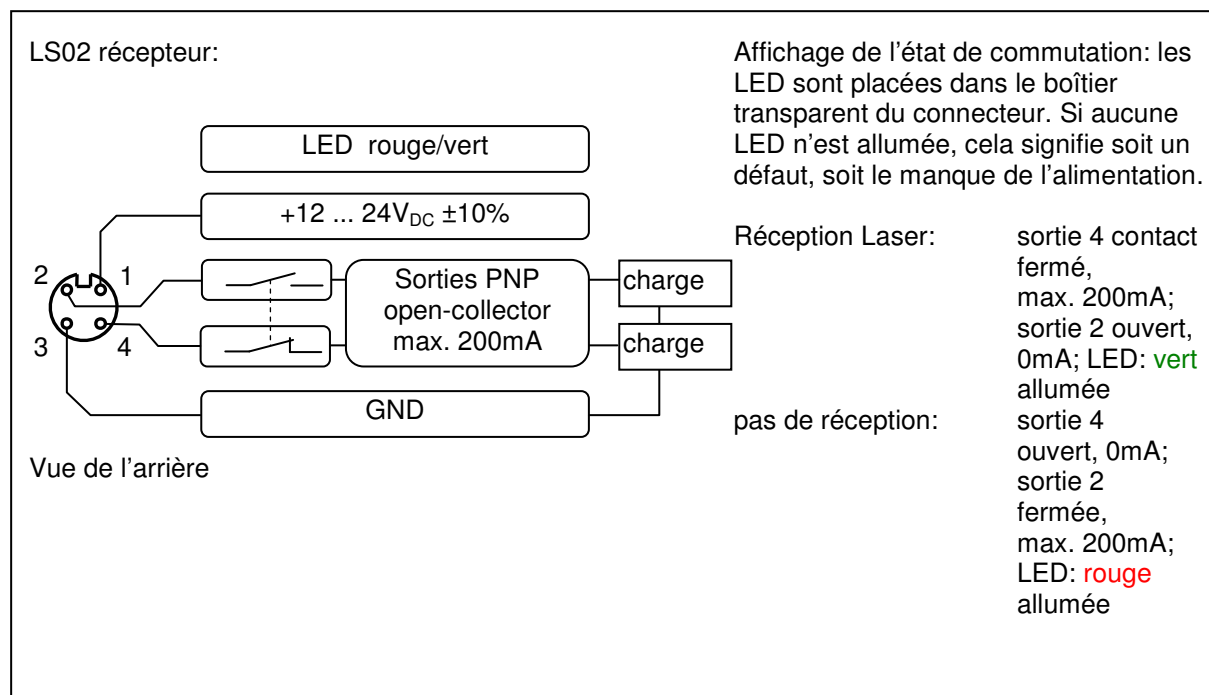 LS02 récepteur:
LED rouge/vert
+12 ... 24VDC ±10%
2
1
3
4
Sorties PNP
open-collector
max. 200mA
charge
charge
GND
Vue de l’arrière
Affichage de l’état de commutation: les
LED sont placées dans le boîtier
transparent du connecteur. Si aucune
LED n’est allumée, cela signifie soit un
défaut, soit le manque de l’alimentation.
Réception Laser: sortie 4 contact
fermé,
max. 200mA;
sortie 2 ouvert,
0mA; LED: vert
allumée
pas de réception: sortie 4
ouvert, 0mA;
sortie 2
fermée,
max. 200mA;
LED: rouge
allumée